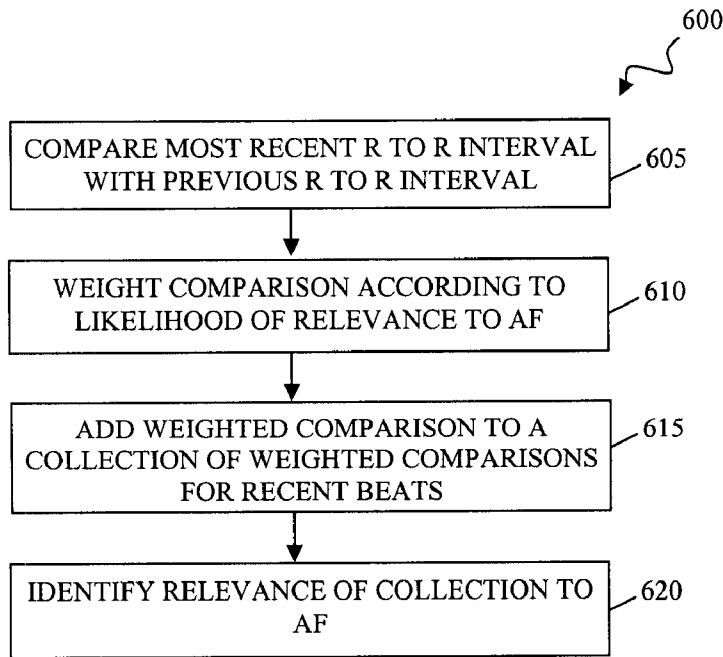 600
COMPARE MOST RECENT R TO R INTERVAL
WITH PREVIOUS R TO R INTERVAL
605
WEIGHT COMPARISON ACCORDING TO
LIKELIHOOD OF RELEVANCE TO AF
610
ADD WEIGHTED COMPARISON TO A
COLLECTION OF WEIGHTED COMPARISONS
FOR RECENT BEATS
615
IDENTIFY RELEVANCE OF COLLECTION TO
AF
620